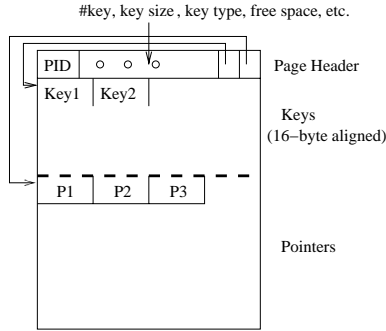 #key, key size, key type, free space, etc.
PID
Page Header
Key1 Key2
Keys
(16−byte aligned)
P1 P2 P3
Pointers